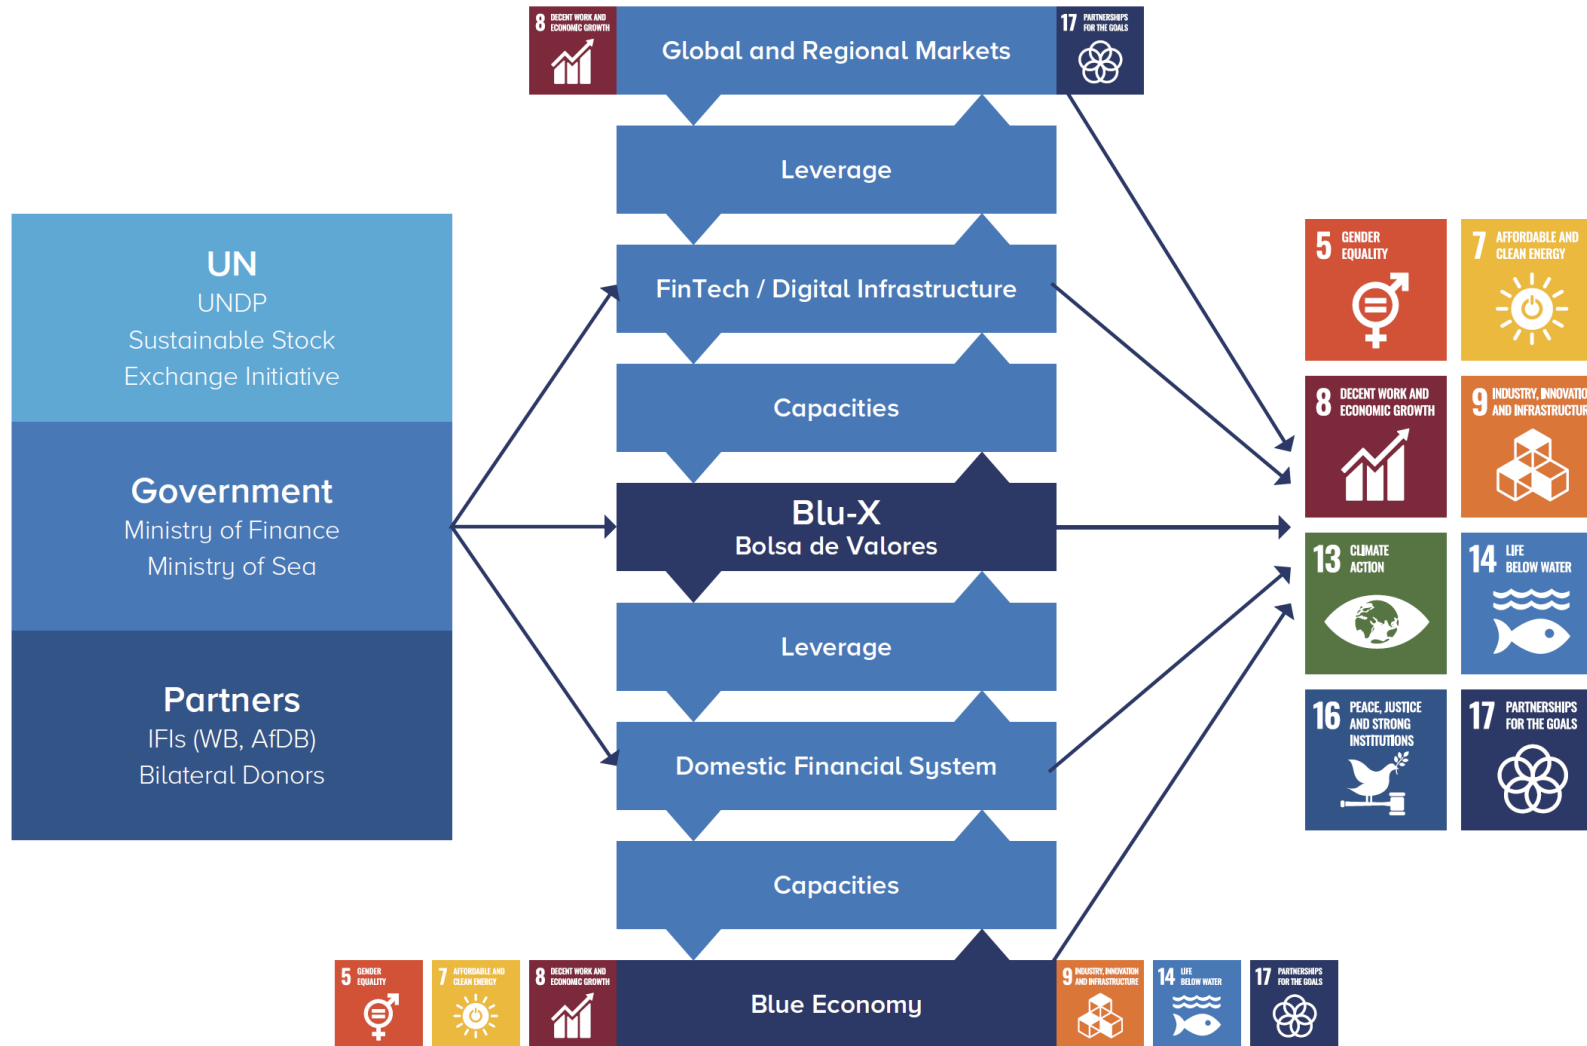 8 DECENT WORK AND
ECONOMIC GROWTH
Global and Regional Markets
17 PARTNERSHIPS
FOR THE GOALS
Leverage
FinTech / Digital Infrastructure
Capacities
Blu-X
Bolsa de Valores
Leverage
Domestic Financial System
Capacities
5 GENDER
EQUALITY
7 AFFORDABLE AND
CLEAN ENERGY
8 DECENT WORK AND
ECONOMIC GROWTH
Blue Economy
9 INDUSTRY, INNOVATION
AND INFRASTRUCTURE
14 LIFE
BELOW WATER
17 PARTNERSHIPS
FOR THE GOALS
UN
UNDP
Sustainable Stock
Exchange Initiative
Government
Ministry of Finance
Ministry of Sea
Partners
IFIs (WB, AfDB)
Bilateral Donors
5 GENDER
EQUALITY
7 AFFORDABLE AND
CLEAN ENERGY
8 DECENT WORK AND
ECONOMIC GROWTH
9 INDUSTRY, INNOVATION
AND INFRASTRUCTURE
13 CLIMATE
ACTION
14 LIFE
BELOW WATER
16 PEACE, JUSTICE
AND STRONG
INSTITUTIONS
17 PARTNERSHIPS
FOR THE GOALS